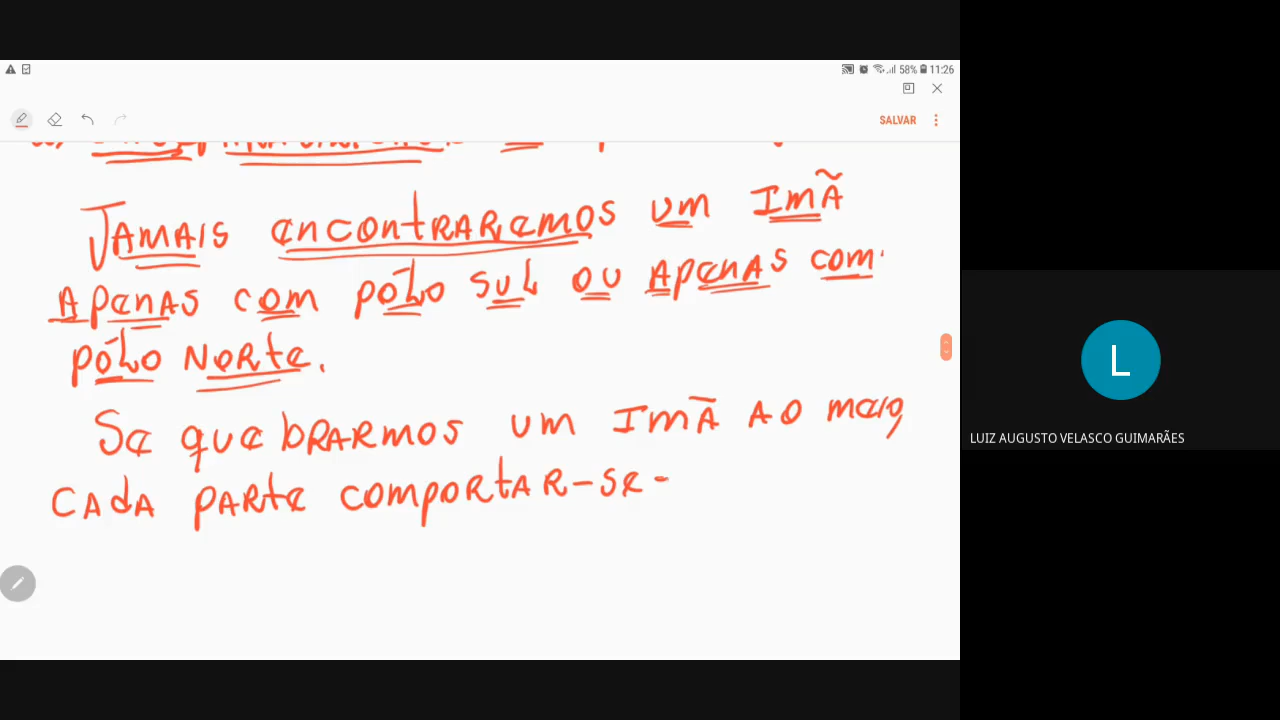 58% 11:26
SALVAR
JAMAIS encontRARemos um ImÃ
APenAS com pólo sul ou APenAS com
pólo NoRte.
Se quebRARmos um ImÃ AO meio,
CAdA pARte compoRtAR-se-
L
LUIZ AUGUSTO VELASCO GUIMARÃES